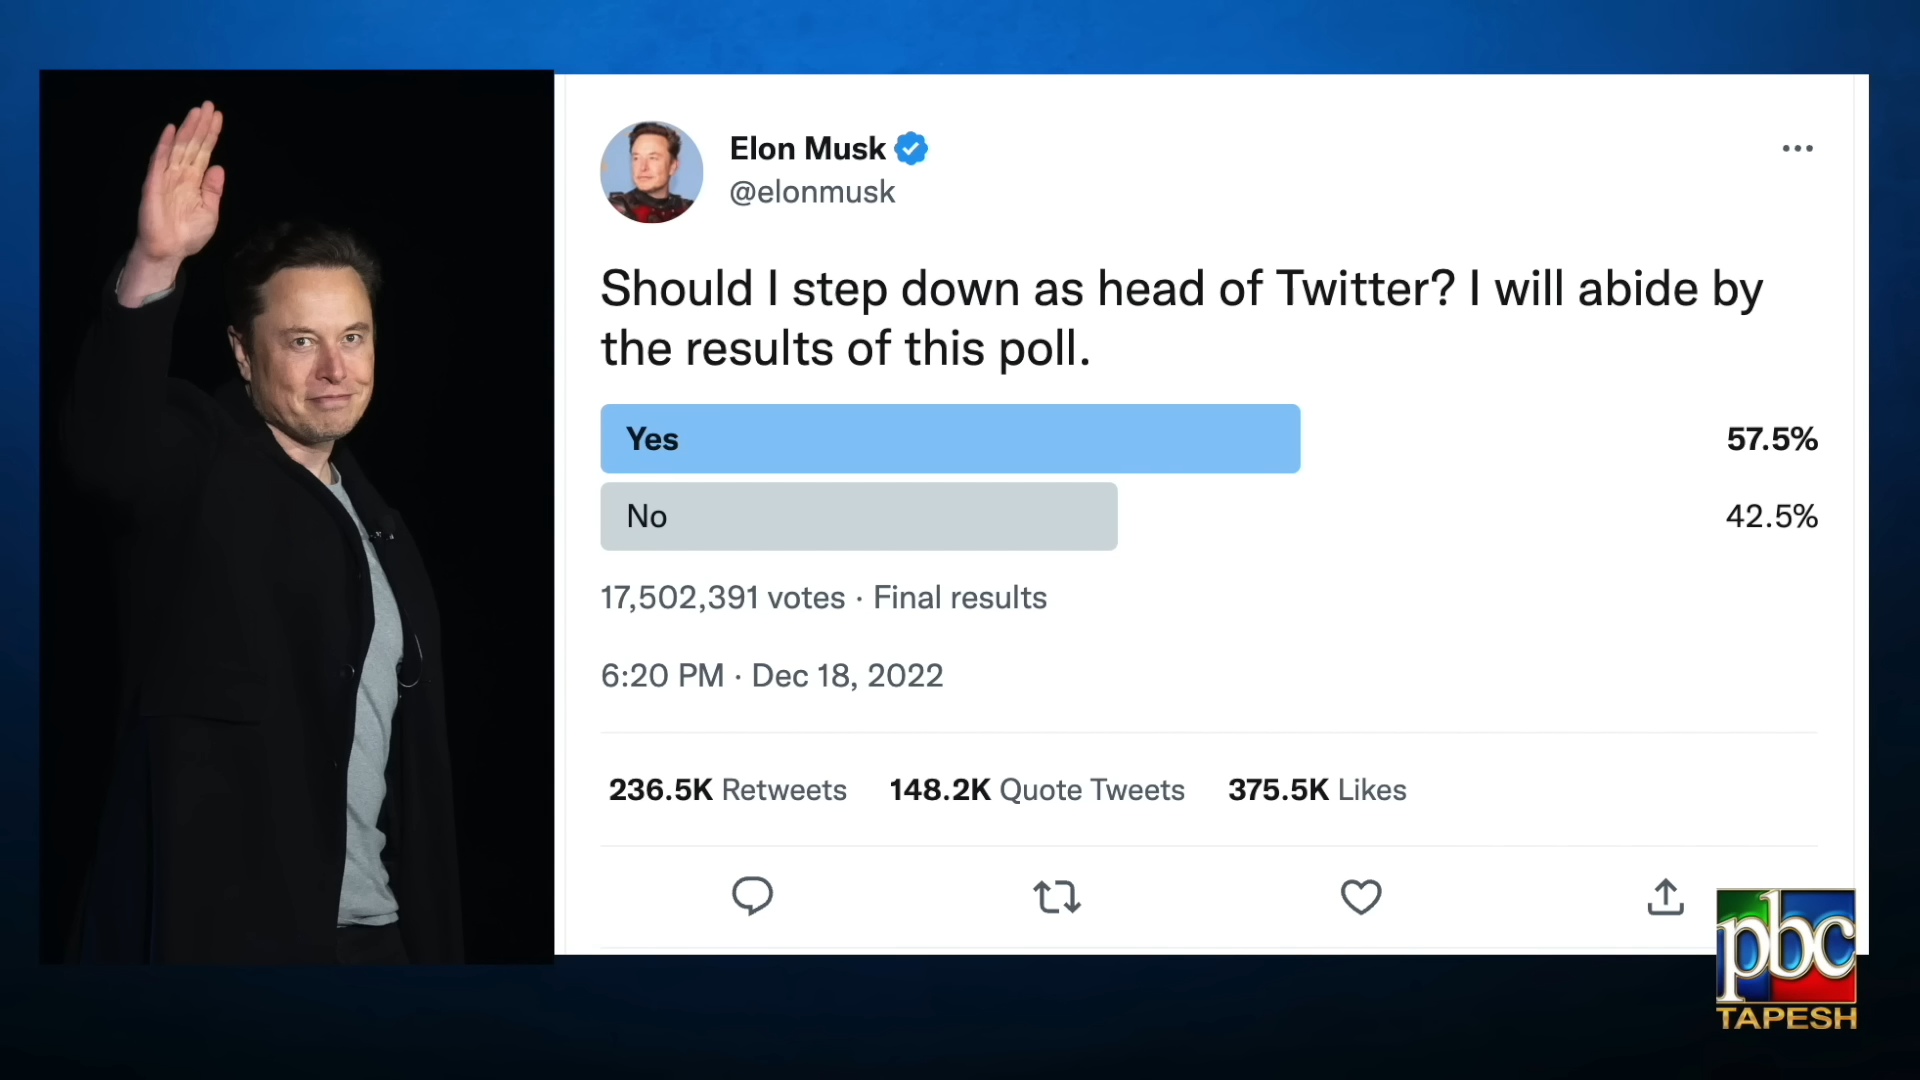 Elon Musk
@elonmusk
Should I step down as head of Twitter? I will abide by
the results of this poll.
Yes 57.5%
No 42.5%
17,502,391 votes · Final results
6:20 PM · Dec 18, 2022
236.5K Retweets 148.2K Quote Tweets 375.5K Likes
pbc
TAPESH